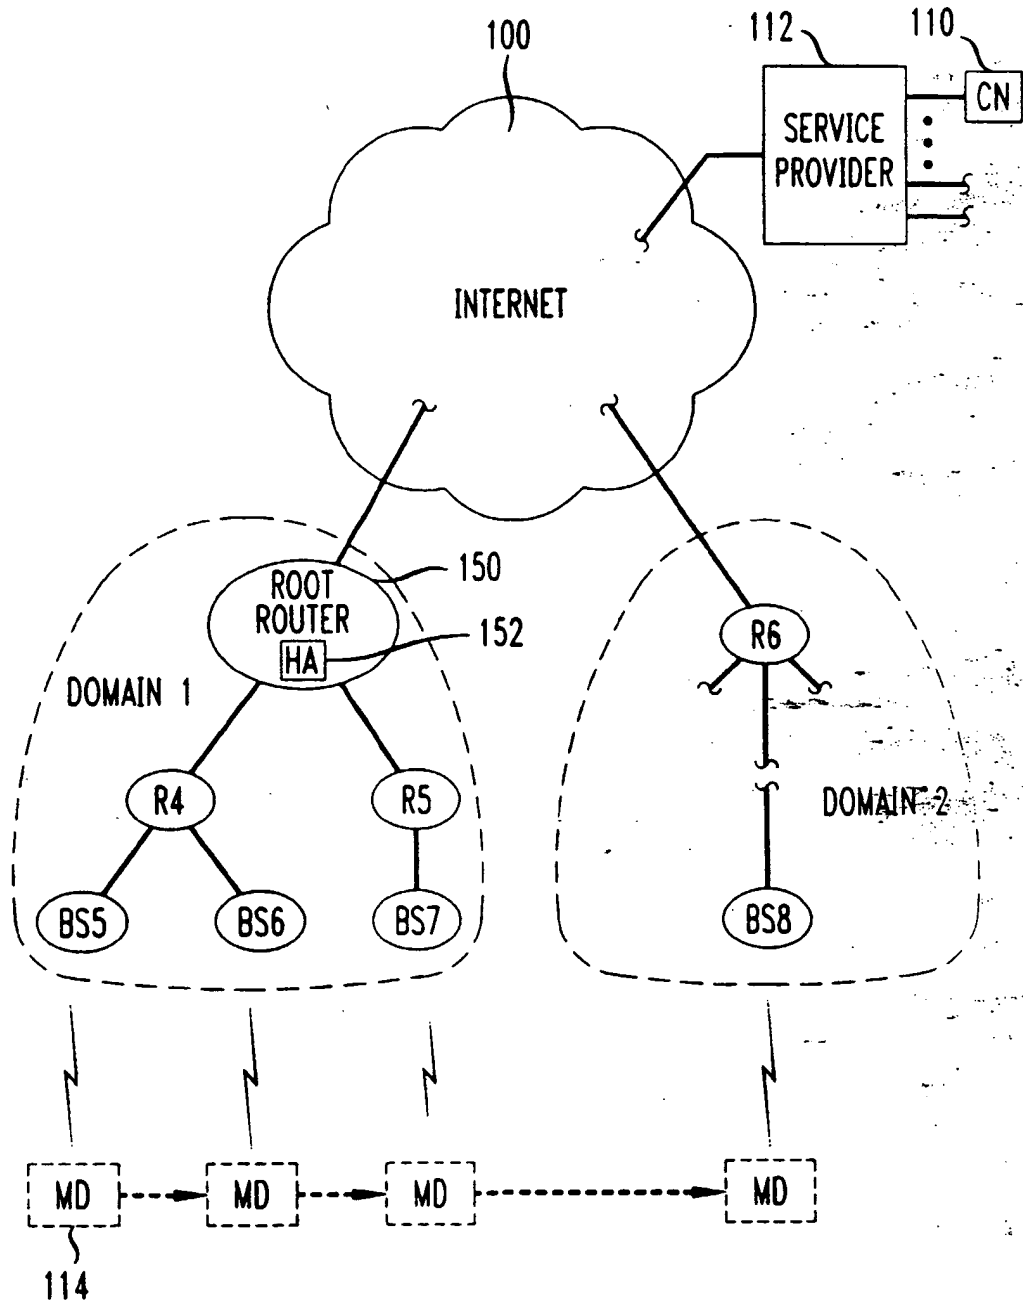 100
112
110
CN
SERVICE
PROVIDER
INTERNET
ROOT
ROUTER
HA
150
152
R6
DOMAIN 1
R4
R5
DOMAIN 2
BS5
BS6
BS7
BS8
MD
MD
MD
MD
114